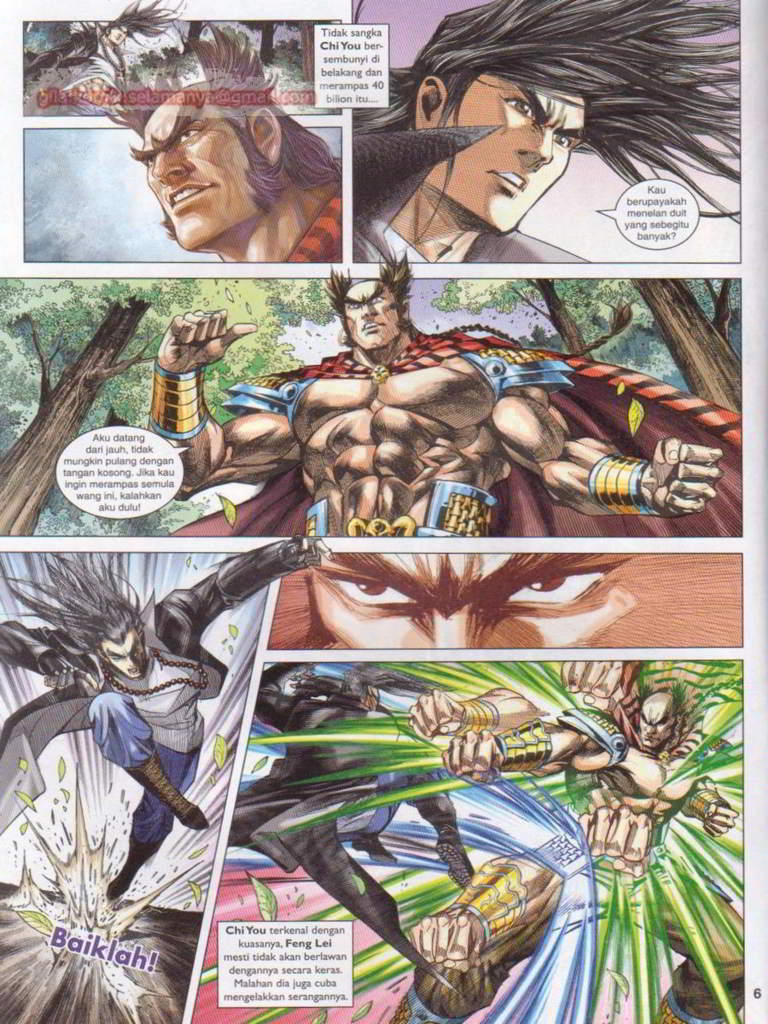 Tidak sangka
Chi You ber-
sembunyi di
belakang dan
merampas 40
bilion itu....
Kau
berupayakah
menelan duit
yang sebegitu
banyak?
Aku datang
dari jauh, tidak
mungkin pulang dengan
tangan kosong. Jika kau
ingin merampas semula
wang ini, kalahkan
aku dulu!
Baiklah!
Chi You terkenal dengan
kuasanya, Feng Lei
mesti tidak akan berlawan
dengannya secara keras.
Malahan dia juga cuba
mengelakkan serangannya.
6